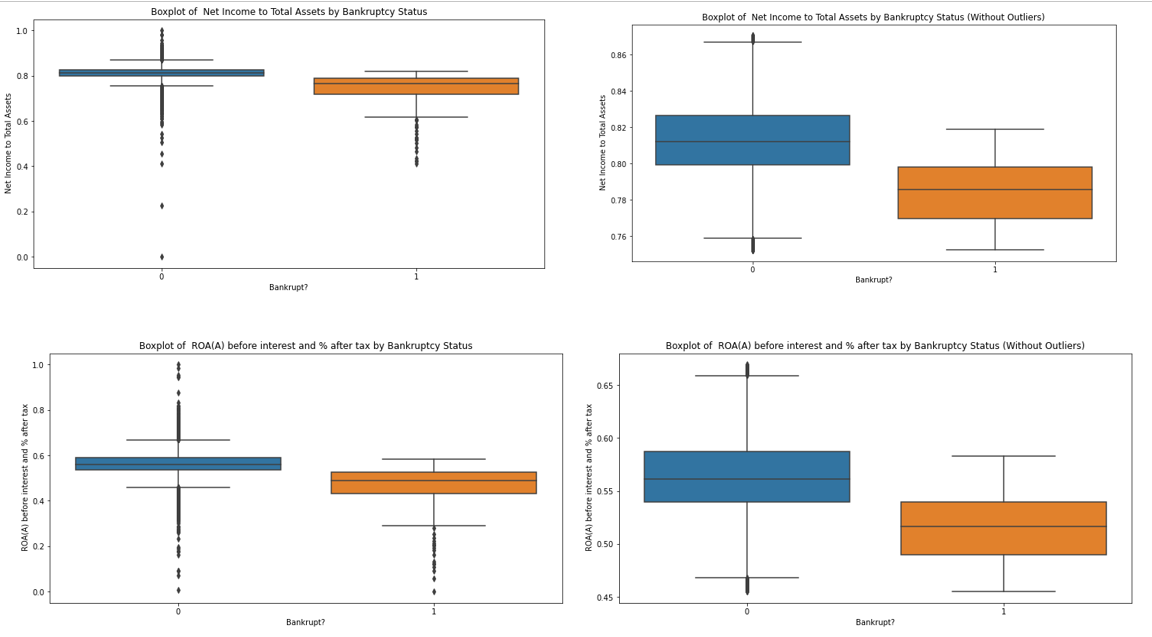 Boxplot of  Net Income to Total Assets by Bankruptcy Status
Net Income to Total Assets
1.0
0.8
0.6
0.4
0.2
0.0
0
1
Bankrupt?
Boxplot of  Net Income to Total Assets by Bankruptcy Status (Without Outliers)
Net Income to Total Assets
0.86
0.84
0.82
0.80
0.78
0.76
0
1
Bankrupt?
Boxplot of  ROA(A) before interest and % after tax by Bankruptcy Status
ROA(A) before interest and % after tax
1.0
0.8
0.6
0.4
0.2
0.0
0
1
Bankrupt?
Boxplot of  ROA(A) before interest and % after tax by Bankruptcy Status (Without Outliers)
ROA(A) before interest and % after tax
0.65
0.60
0.55
0.50
0.45
0
1
Bankrupt?